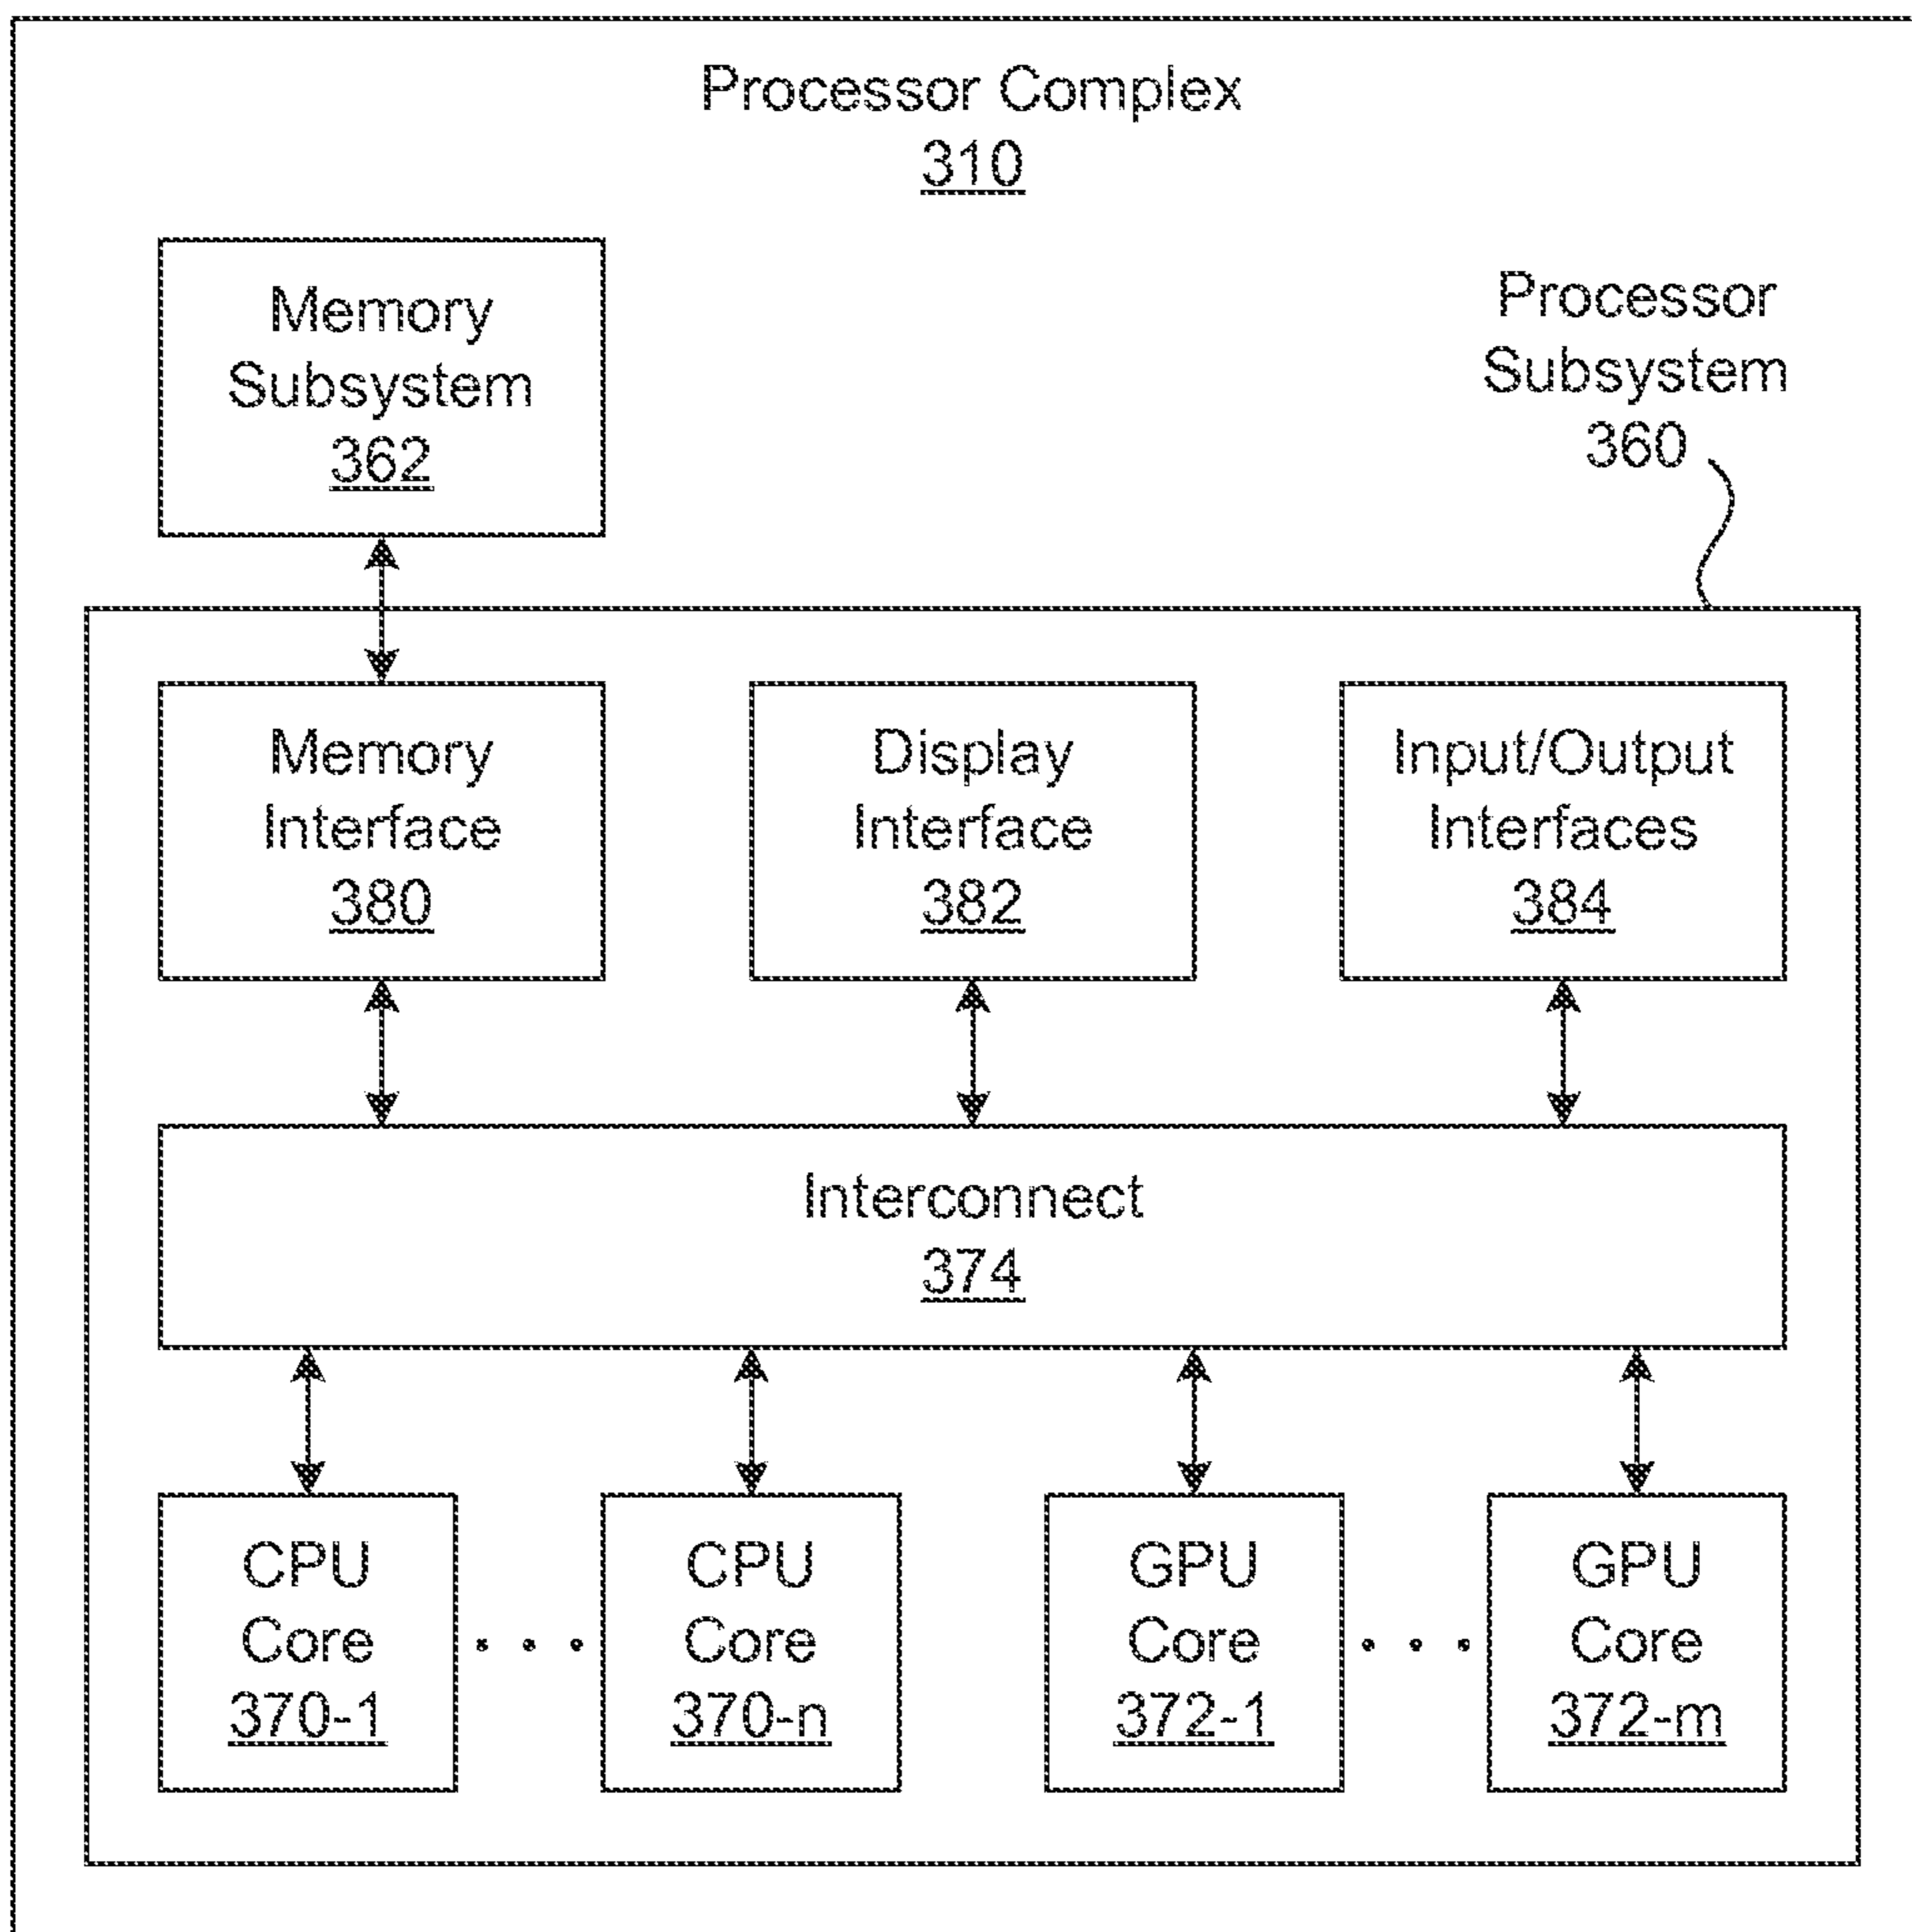 Processor Complex
310
Memory
Subsystem
362
Processor
Subsystem
360
Memory
Interface
380
Display
Interface
382
Input/Output
Interfaces
384
Interconnect
374
CPU
Core
370-1
. . .
CPU
Core
370-n
GPU
Core
372-1
. . .
GPU
Core
372-m